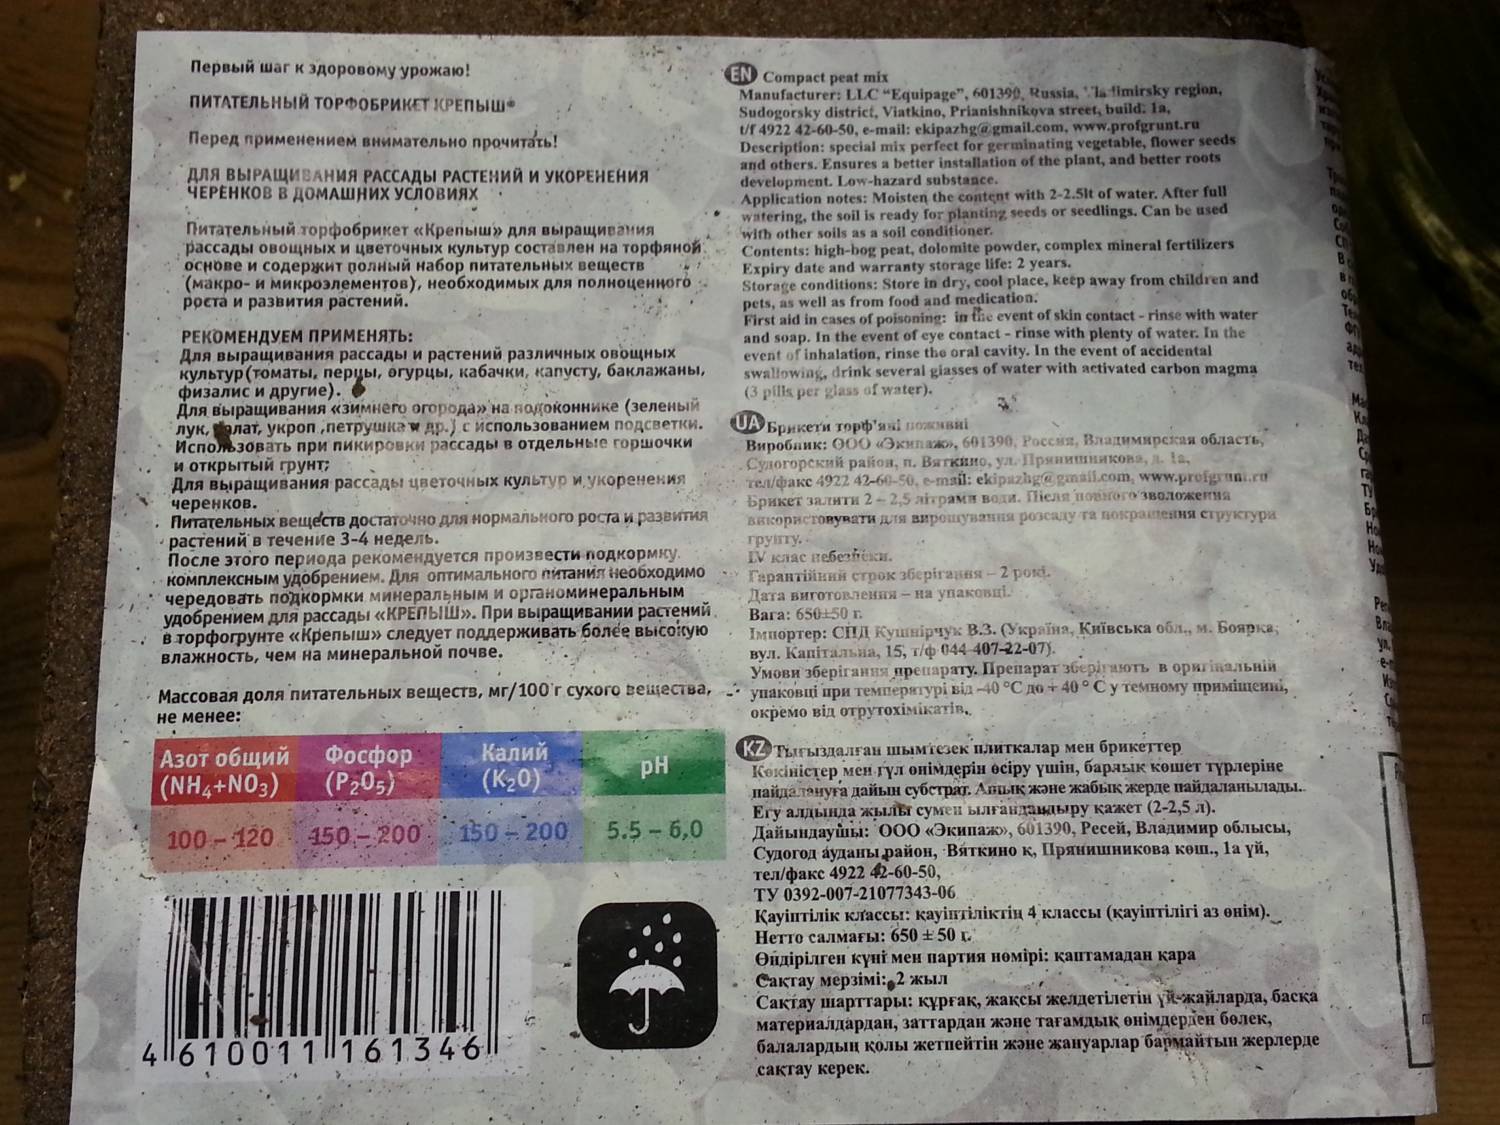 Первый шаг к здоровому урожаю!
ПИТАТЕЛЬНЫЙ ТОРФОБРИКЕТ КРЕПЫШ®
Перед применением внимательно прочитать!
ДЛЯ ВЫРАЩИВАНИЯ РАССАДЫ РАСТЕНИЙ И УКОРЕНЕНИЯ
ЧЕРЕНКОВ В ДОМАШНИХ УСЛОВИЯХ
Питательный торфобрикет «Крепыш» для выращивания
рассады овощных и цветочных культур составлен на торфяной
основе и содержит полный набор питательных веществ
(макро- и микроэлементов), необходимых для полноценного
роста и развития растений.
РЕКОМЕНДУЕМ ПРИМЕНЯТЬ:
Для выращивания рассады и растений различных овощных
культур(томаты, перцы, огурцы, кабачки, капусту, баклажаны,
физалис и другие).
Для выращивания «зимнего огорода» на подоконнике (зеленый
лук, салат, укроп ,петрушка и др.) с использованием подсветки.
Использовать при пикировки рассады в отдельные горшочки
и открытый грунт;
Для выращивания рассады цветочных культур и укоренения
черенков.
Питательных веществ достаточно для нормального роста и развития
растений в течение 3-4 недель.
После этого периода рекомендуется произвести подкормку
комплексным удобрением. Для оптимального питания необходимо
чередовать подкормки минеральным и органоминеральным
удобрением для рассады «КРЕПЫШ». При выращивании растений
в торфогрунте «Крепыш» следует поддерживать более высокую
влажность, чем на минеральной почве.
Массовая доля питательных веществ, мг/100 г сухого вещества,
не менее:
Азот общий (NH₄+NO₃) Фосфор (P₂O₅) Калий (K₂O) pH
100 – 120 150 – 200 150 – 200 5.5 – 6,0
4 610011 161346
EN Compact peat mix
Manufacturer: LLC “Equipage”, 601390, Russia, Vladimirsky region,
Sudogorsky district, Viatkino, Prianishnikova street, build. 1a,
t/f 4922 42-60-50, e-mail: ekipazhg@gmail.com, www.profgrunt.ru
Description: special mix perfect for germinating vegetable, flower seeds
and others. Ensures a better installation of the plant, and better roots
development. Low-hazard substance.
Application notes: Moisten the content with 2-2.5lt of water. After full
watering, the soil is ready for planting seeds or seedlings. Can be used
with other soils as a soil conditioner.
Contents: high-bog peat, dolomite powder, complex mineral fertilizers
Expiry date and warranty storage life: 2 years.
Storage conditions: Store in dry, cool place, keep away from children and
pets, as well as from food and medication.
First aid in cases of poisoning: in the event of skin contact - rinse with water
and soap. In the event of eye contact - rinse with plenty of water. In the
event of inhalation, rinse the oral cavity. In the event of accidental
swallowing, drink several glasses of water with activated carbon magma
(3 pills per glass of water).
UA Брикети торф'яні поживні
Виробник: ООО «Экипаж», 601390, Россия, Владимирская область,
Судогорский район, п. Вяткино, ул. Прянишникова, д. 1а,
тел/факс 4922 42-60-50, e-mail: ekipazhg@gmail.com, www.profgrunt.ru
Брикет залити 2 – 2,5 літрами води. Після повного зволоження
використовувати для вирощування розсаду та покращення структури
грунту.
IV клас небезпеки.
Гарантійний строк зберігання – 2 рокі.
Дата виготовлення – на упаковці.
Вага: 650±50 г.
Імпортер: СПД Кушнірчук В.З. (Україна, Київська обл., м. Боярка,
вул. Капітальна, 15, т/ф 044 407-22-07).
Умови зберігання препарату. Препарат зберігають в оригінальній
упаковці при температурі від -40 °С до + 40 ° С у темному приміщенні,
окремо від отрутохімікатів.
KZ Тығыздалған шымтезек плиткалар мен брикеттер
Көкіністер мен гүл өнімдерін өсіру үшін, барлық көшет түрлеріне
пайдалануға дайын субстрат. Ашық және жабық жерде пайдаланылады.
Егу алдында жылы сумен ылғандандыру қажет (2-2,5 л).
Дайындаушы: ООО «Экипаж», 601390, Ресей, Владимир облысы,
Судогод ауданы район, Вяткино қ, Прянишникова көш., 1а үй,
тел/факс 4922 42-60-50,
ТУ 0392-007-21077343-06
Қауіптілік классы: қауіптіліктің 4 классы (қауіптілігі аз өнім).
Нетто салмағы: 650 ± 50 г.
Өндірілген күні мен партия нөмірі: қаптамадан қара
Сақтау мерзімі: 2 жыл
Сақтау шарттары: құрғақ, жақсы желдетілетін үй-жайларда, басқа
материалдардан, заттардан және тағамдық өнімдерден бөлек,
балалардың қолы жетпейтін және жануарлар бармайтын жерлерде
сақтау керек.